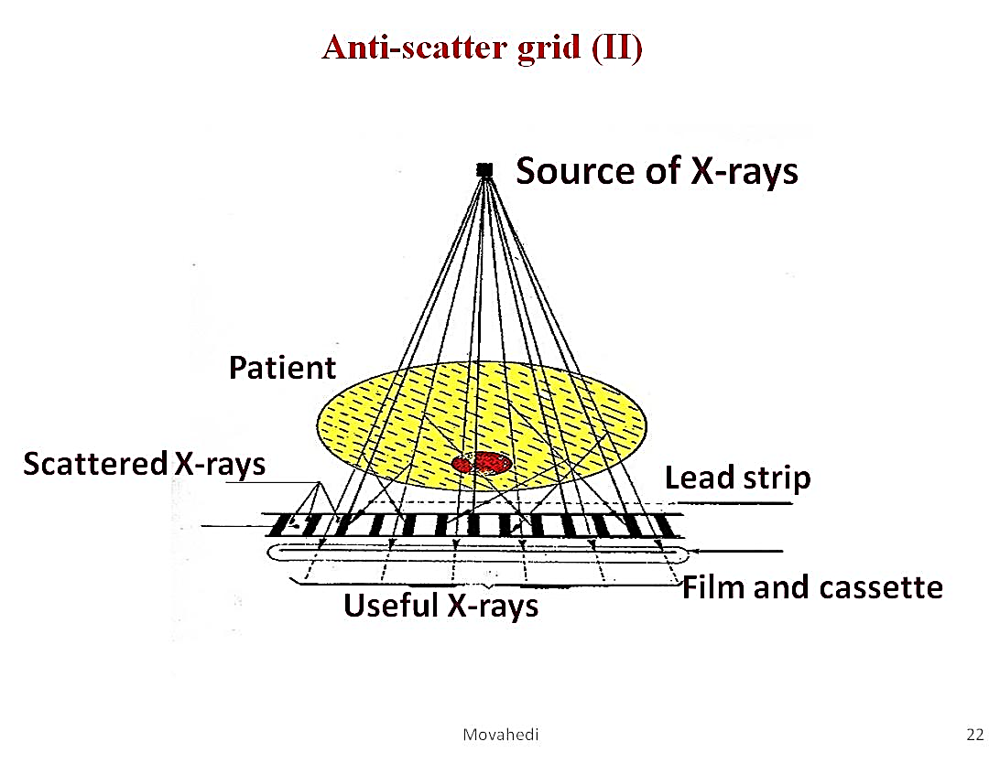 Anti-scatter grid (II)
Source of X-rays
Patient
Scattered X-rays
Lead strip
Film and cassette
Useful X-rays
Movahedi
22